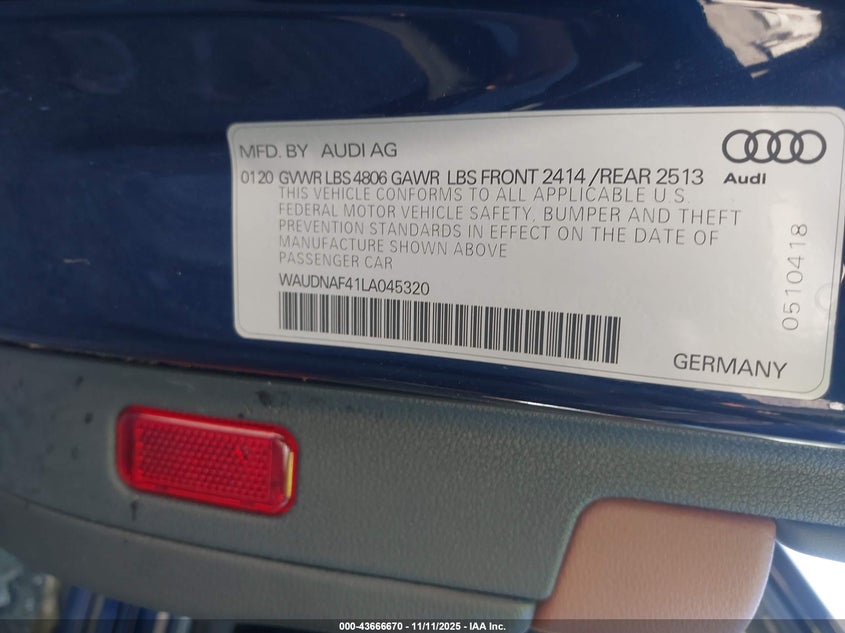 MFD. BY AUDI AG
0120 GVWR LBS 4806 GAWR LBS FRONT 2414 /REAR 2513
THIS VEHICLE CONFORMS TO ALL APPLICABLE U.S.
FEDERAL MOTOR VEHICLE SAFETY, BUMPER AND THEFT
PREVENTION STANDARDS IN EFFECT ON THE DATE OF
MANUFACTURE SHOWN ABOVE
PASSENGER CAR
WAUDNAF41LA045320
Audi
0510418
GERMANY
000-43666670 - 11/11/2025 - IAA Inc.